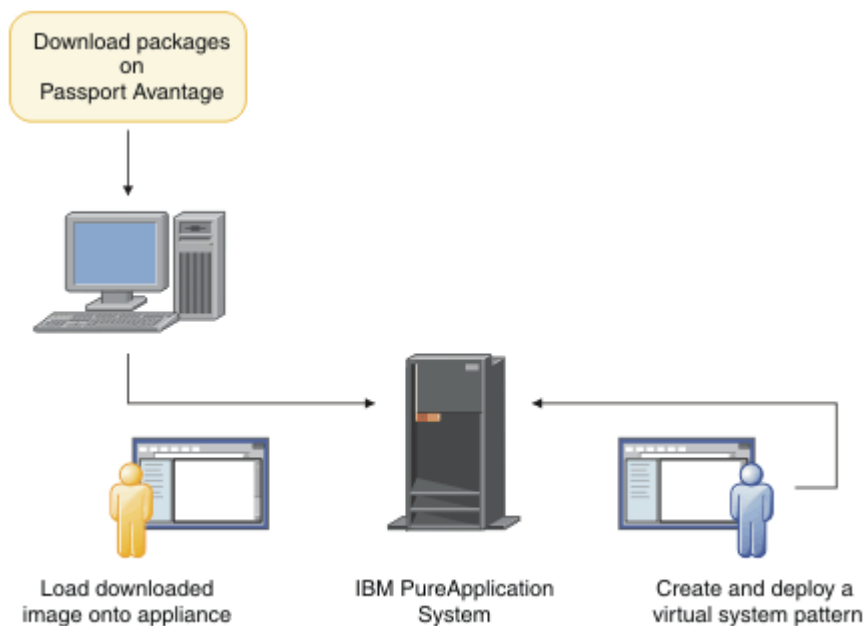 Download packages
on
Passport Avantage
Load downloaded
image onto appliance
IBM PureApplication
System
Create and deploy a
virtual system pattern